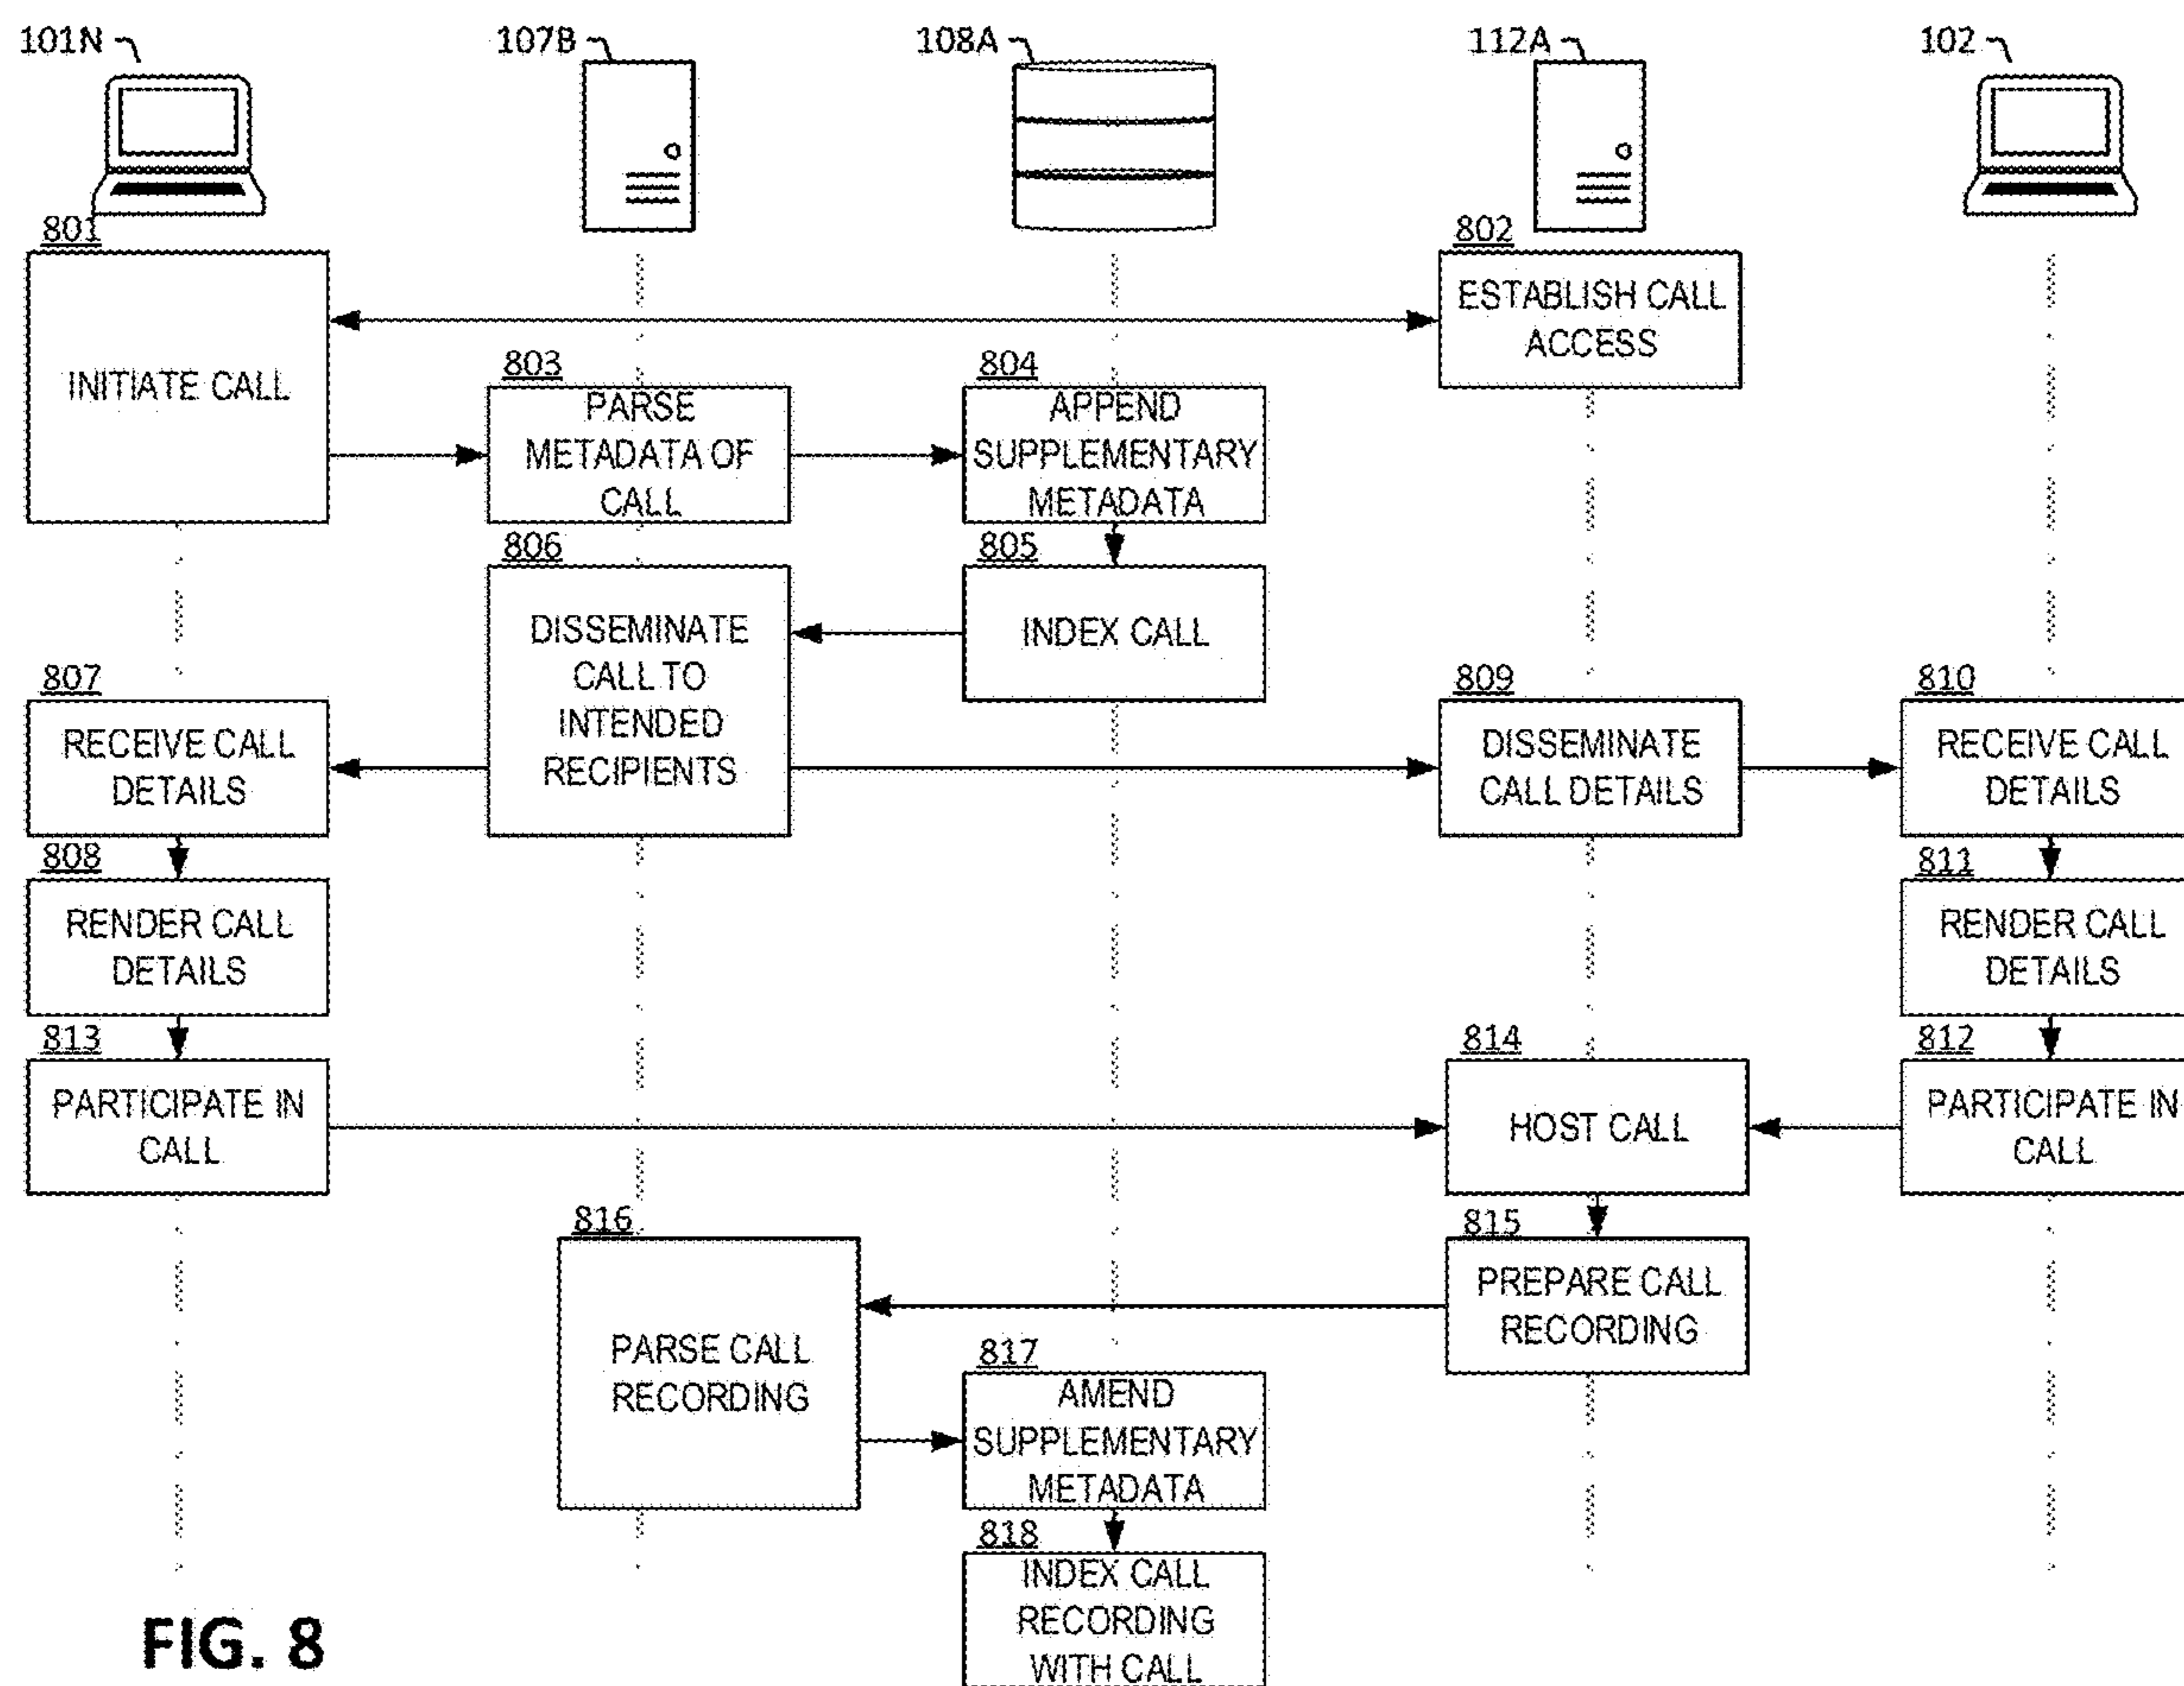 101N
107B
108A
112A
102
801
INITIATE CALL
802
ESTABLISH CALL
ACCESS
803
PARSE
METADATA OF
CALL
804
APPEND
SUPPLEMENTARY
METADATA
805
INDEX CALL
806
DISSEMINATE
CALL TO
INTENDED
RECIPIENTS
807
RECEIVE CALL
DETAILS
808
RENDER CALL
DETAILS
809
DISSEMINATE
CALL DETAILS
810
RECEIVE CALL
DETAILS
811
RENDER CALL
DETAILS
813
PARTICIPATE IN
CALL
814
HOST CALL
812
PARTICIPATE IN
CALL
815
PREPARE CALL
RECORDING
816
PARSE CALL
RECORDING
817
AMEND
SUPPLEMENTARY
METADATA
818
INDEX CALL
RECORDING
WITH CALL
FIG. 8